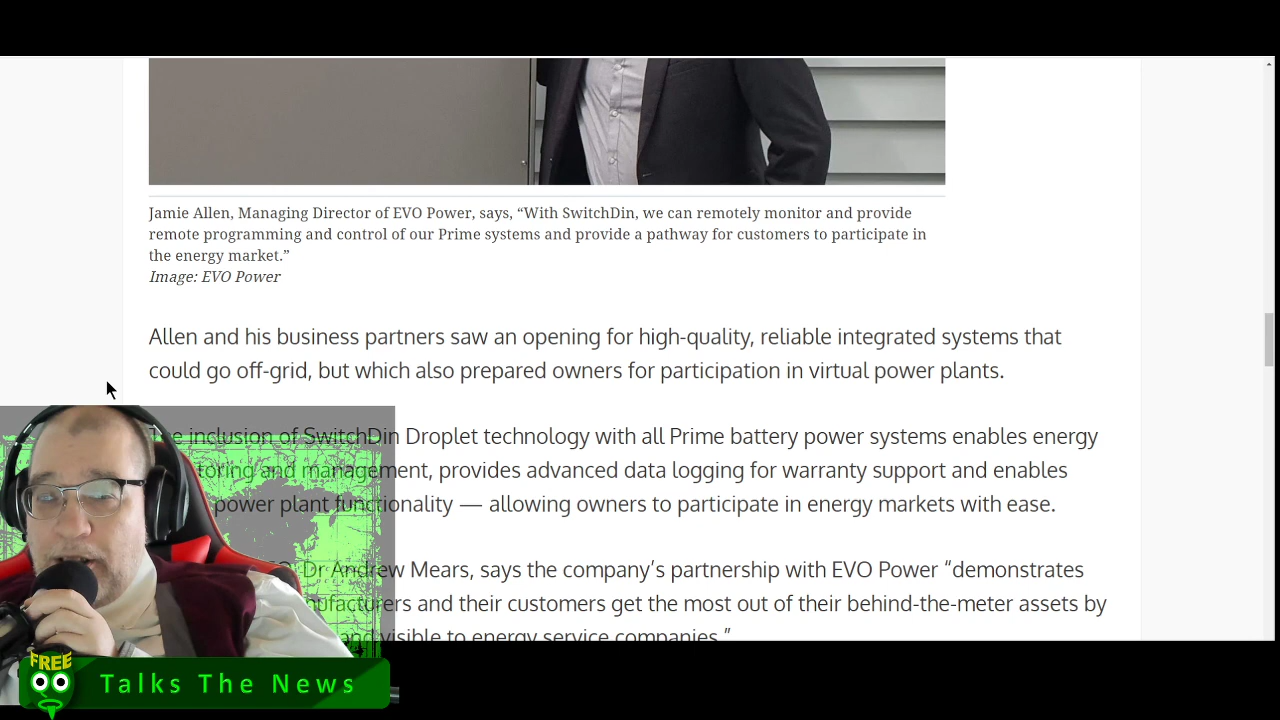 Jamie Allen, Managing Director of EVO Power, says, “With SwitchDin, we can remotely monitor and provide
remote programming and control of our Prime systems and provide a pathway for customers to participate in
the energy market.”
Image: EVO Power
Allen and his business partners saw an opening for high-quality, reliable integrated systems that
could go off-grid, but which also prepared owners for participation in virtual power plants.
The inclusion of SwitchDin Droplet technology with all Prime battery power systems enables energy
and management, provides advanced data logging for warranty support and enables
power plant functionality — allowing owners to participate in energy markets with ease.
Dr Andrew Mears, says the company’s partnership with EVO Power “demonstrates
and their customers get the most out of their behind-the-meter assets by
and visible to energy service companies.”
FREE
Talks The News